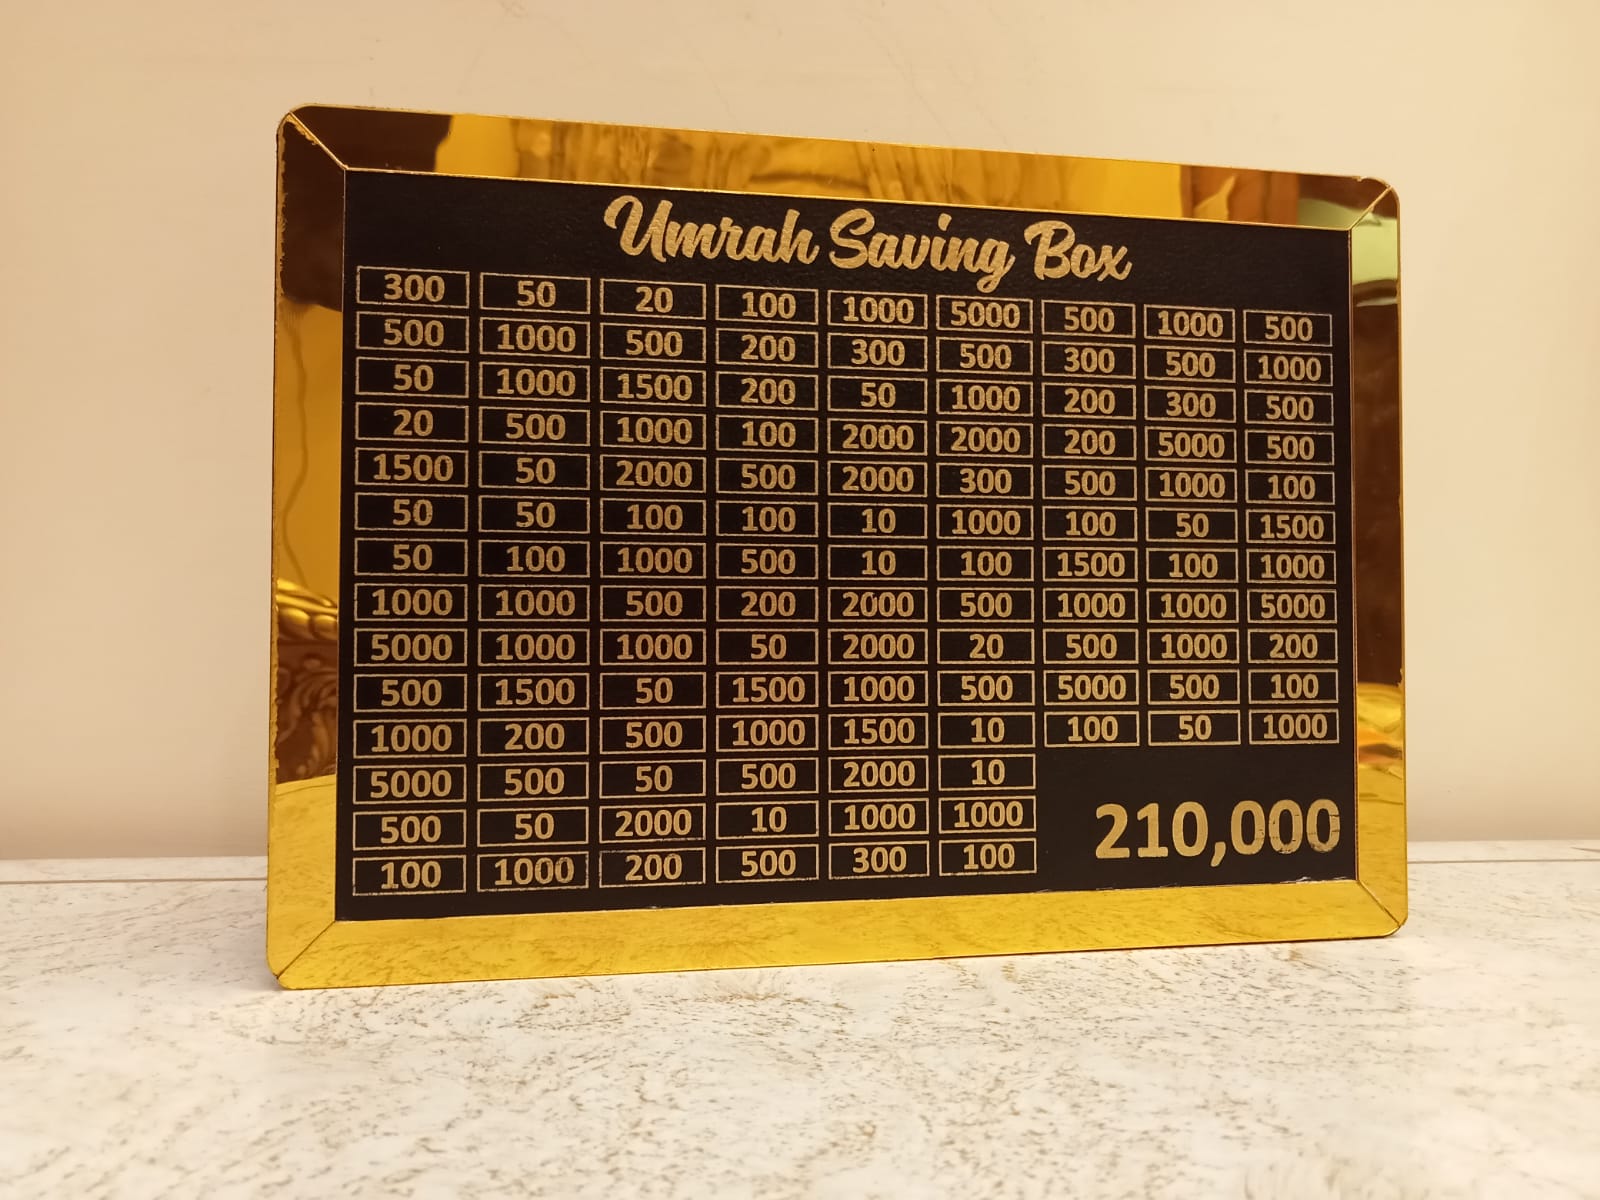 Umrah Saving Box
300 50 20 100 1000 5000 500 1000 500
500 1000 500 200 300 500 300 500 1000
50 1000 1500 200 50 1000 200 300 500
20 500 1000 100 2000 2000 200 5000 500
1500 50 2000 500 2000 300 500 1000 100
50 50 100 100 10 1000 100 50 1500
50 100 1000 500 10 100 1500 100 1000
1000 1000 500 200 2000 500 1000 1000 5000
5000 1000 1000 50 2000 20 500 1000 200
500 1500 50 1500 1000 500 5000 500 100
1000 200 500 1000 1500 10 100 50 1000
5000 500 50 500 2000 10
500 50 2000 10 1000 1000
100 1000 200 500 300 100
210,000